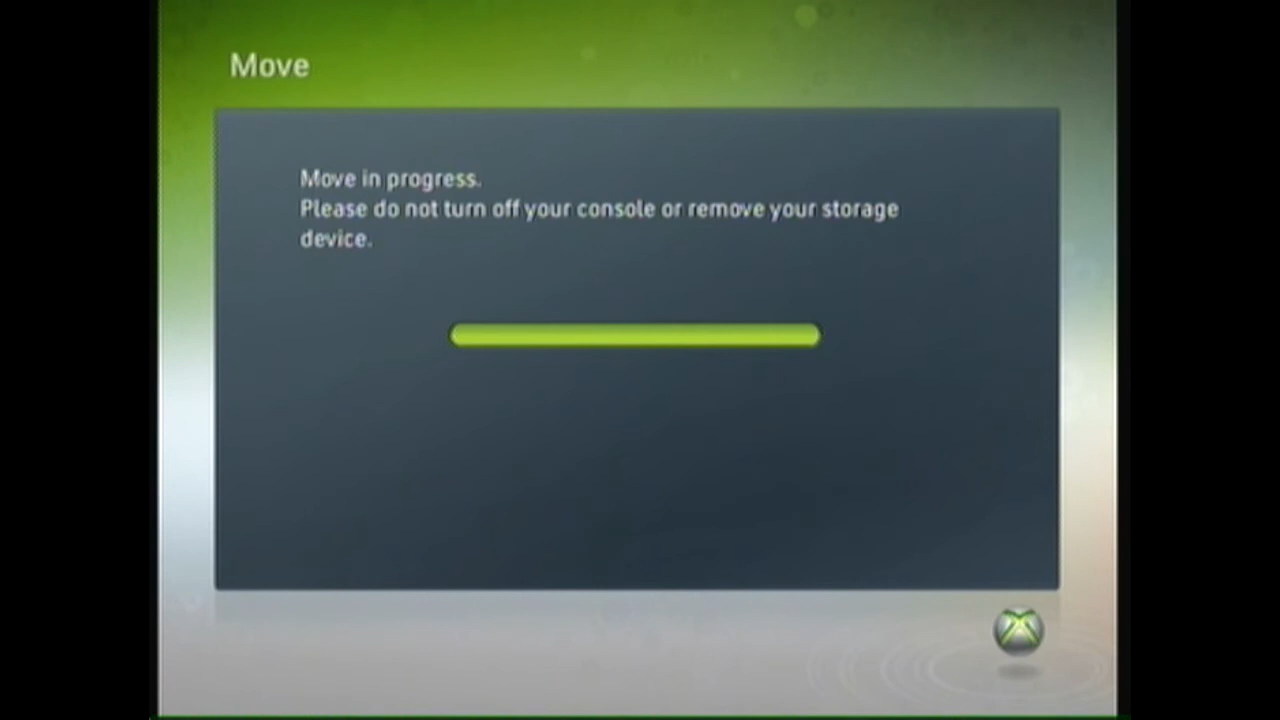 Move
Move in progress.
Please do not turn off your console or remove your storage
device.